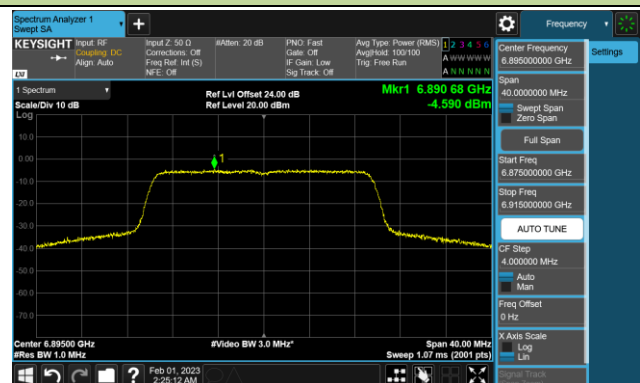 Spectrum Analyzer 1
Swept SA
Frequency
KEYSIGHT
Input: RF
Coupling: DC
Align: Auto
Input Z: 50 Ω
Corrections: Off
Freq Ref: Int (S)
NFE: Off
#Atten: 20 dB
PNO: Fast
Gate: Off
IF Gain: Low
Sig Track: Off
Avg Type: Power (RMS)
Avg|Hold: 100/100
Trig: Free Run
1 2 3 4 5 6
A W W W W W
A N N N N N
LXI
1 Spectrum
Scale/Div 10 dB
Log
Ref Lvl Offset 24.00 dB
Ref Level 20.00 dBm
Mkr1 6.890 68 GHz
-4.590 dBm
10.0
0.00
-10.0
-20.0
-30.0
-40.0
-50.0
-60.0
-70.0
1
Center 6.89500 GHz
#Res BW 1.0 MHz
#Video BW 3.0 MHz*
Span 40.00 MHz
Sweep 1.07 ms (2001 pts)
Feb 01, 2023
2:25:12 AM
Settings
Center Frequency
6.895000000 GHz
Span
40.0000000 MHz
Swept Span
Zero Span
Full Span
Start Freq
6.875000000 GHz
Stop Freq
6.915000000 GHz
AUTO TUNE
CF Step
4.000000 MHz
Auto
Man
Freq Offset
0 Hz
X Axis Scale
Log
Lin
Signal Track